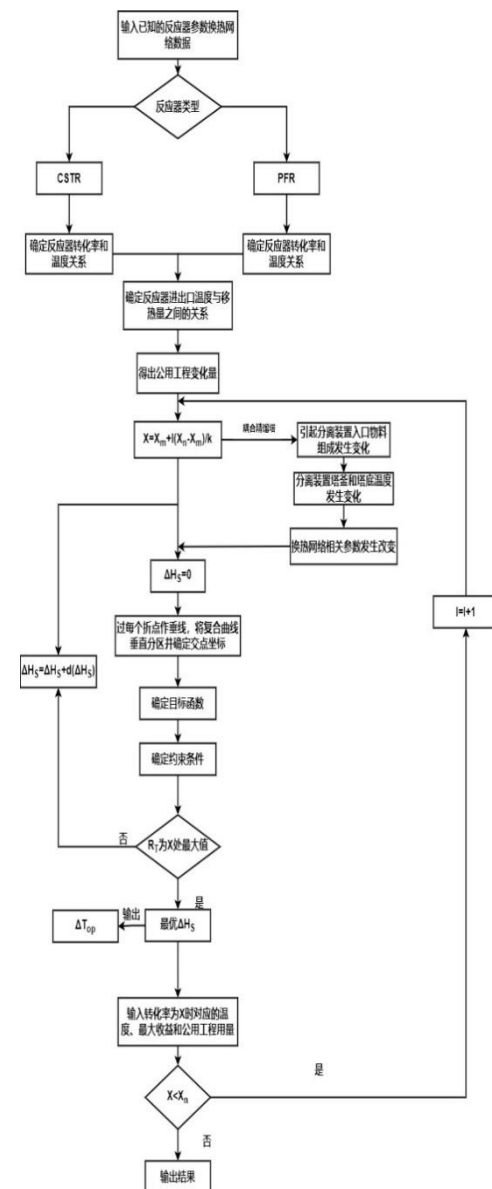 输入已知的反应器参数换热网
络数据
反应器类型
CSTR
PFR
确定反应器转化率和
温度关系
确定反应器转化率和
温度关系
确定反应器进出口温度与移
热量之间的关系
得出公用工程变化量
X=Xm+I(Xn-Xm)/k
耦合精馏塔
引起分离装置入口物料
组成发生变化
分离装置塔釜和塔底温度
发生变化
换热网络相关参数发生改变
ΔHS=0
I=I+1
过每个折点作垂线，将复合曲线
垂直分区并确定交点坐标
ΔHS=ΔHS+d(ΔHS)
确定目标函数
确定约束条件
否
RT为X处最大值
是
输出
ΔTop
最优ΔHS
输入转化率为X时对应的温
度、最大收益和公用工程用量
是
X<Xn
否
输出结果